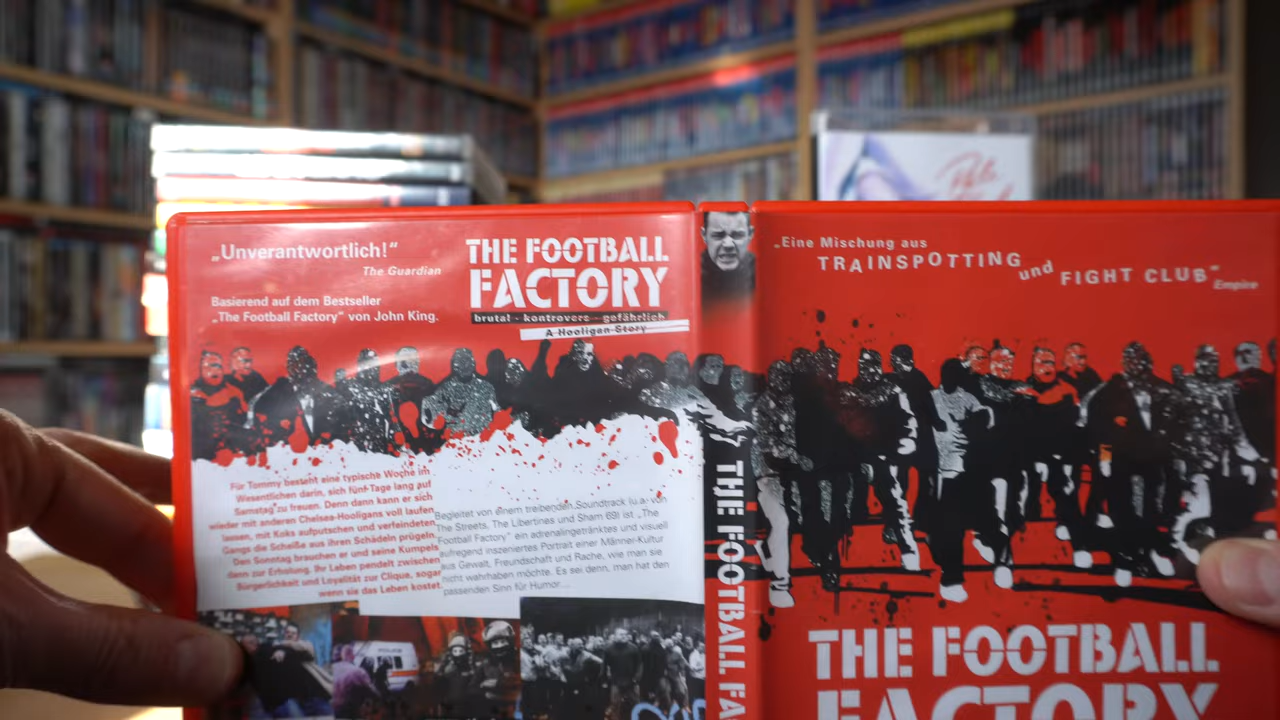 „Unverantwortlich!“
The Guardian
Basierend auf dem Bestseller
„The Football Factory“ von John King.
THE FOOTBALL
FACTORY
brutal - kontrovers - gefährlich
A Hooligan Story
Für Tommy besteht eine typische Woche im
Wesentlichen darin, sich fünf Tage lang auf
Samstag zu freuen. Denn dann kann er sich
wieder mit anderen Chelsea-Hooligans voll laufen
lassen, mit Koks aufputschen und verfeindeten
Gangs die Scheiße aus ihren Schädeln prügeln.
Den Sonntag brauchen er und seine Kumpels
dann zur Erholung. Ihr Leben pendelt zwischen
Bürgerlichkeit und Loyalität zur Clique, sogar
wenn sie das Leben kostet.
Begleitet von einem treibenden Soundtrack (u.a. von
The Streets, The Libertines und Sham 69) ist „The
Football Factory“ ein adrenalingetränktes und visuell
aufregend inszeniertes Portrait einer Männer-Kultur
aus Gewalt, Freundschaft und Rache, wie man sie
nicht wahrhaben möchte. Es sei denn, man hat den
passenden Sinn für Humor...
THE FOOTBALL FA
„Eine Mischung aus
TRAINSPOTTING und FIGHT CLUB“
Empire
THE FOOTBALL
FACTORY